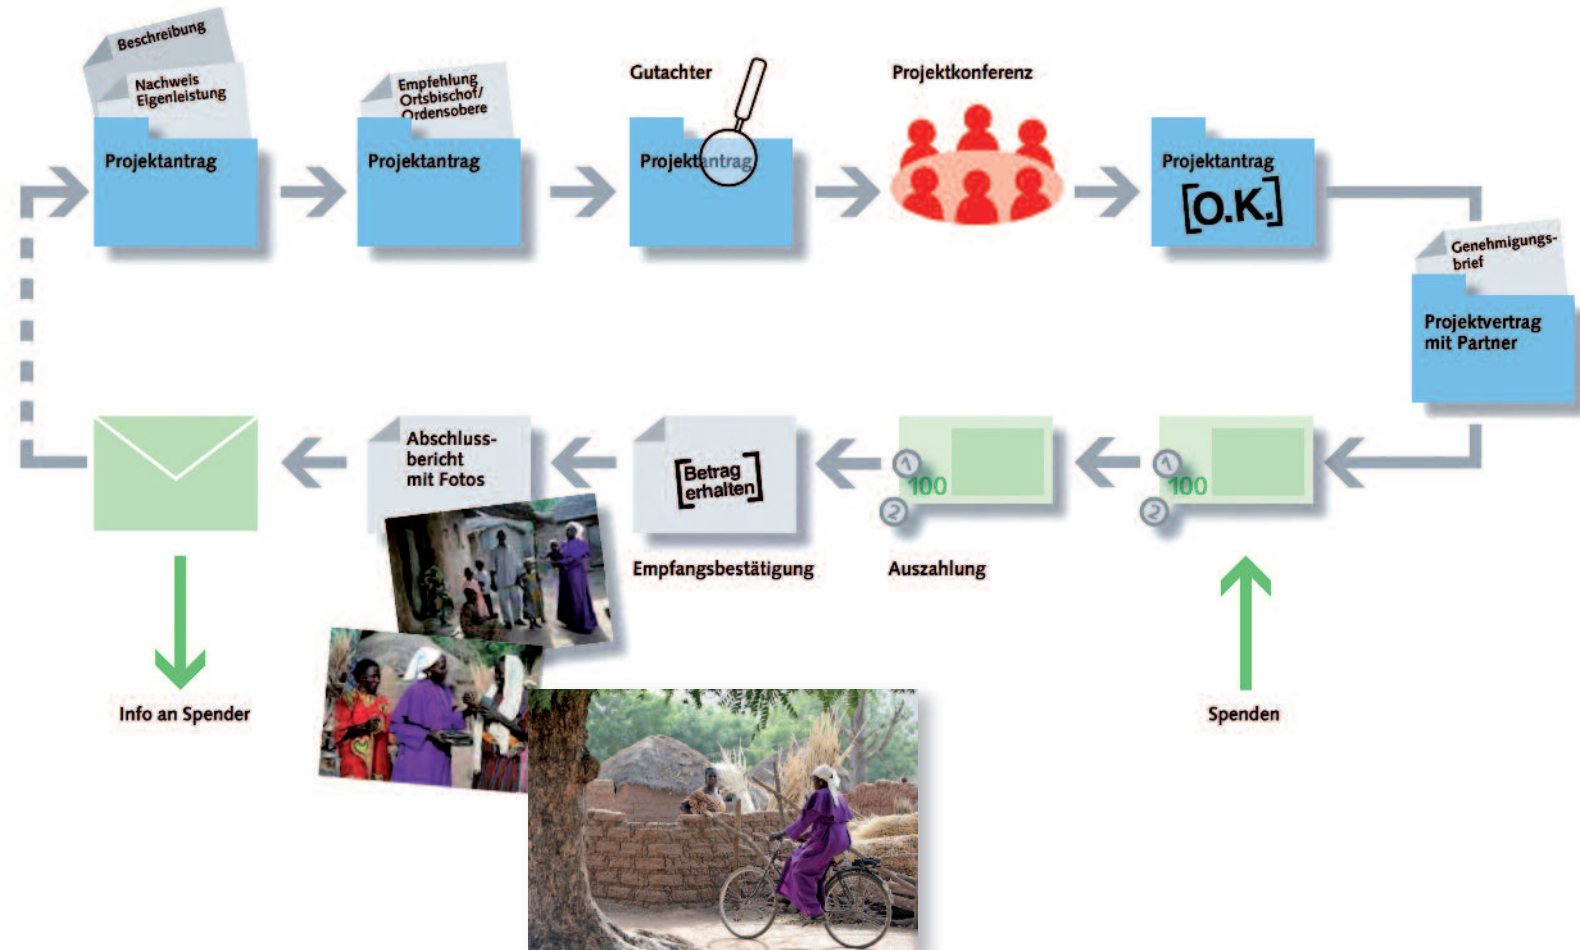 Beschreibung
Nachweis
Eigenleistung
Projektantrag
Empfehlung
Ortsbischof/
Ordensobere
Projektantrag
Gutachter
Projektantrag
Projektkonferenz
Projektantrag
[O.K.]
Genehmigungs-
brief
Projektvertrag
mit Partner
1
100
2
Spenden
1
100
2
Auszahlung
[Betrag
erhalten]
Empfangsbestätigung
Abschluss-
bericht
mit Fotos
Info an Spender